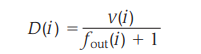 D(i) = v(i) / (f_out(i) + 1)